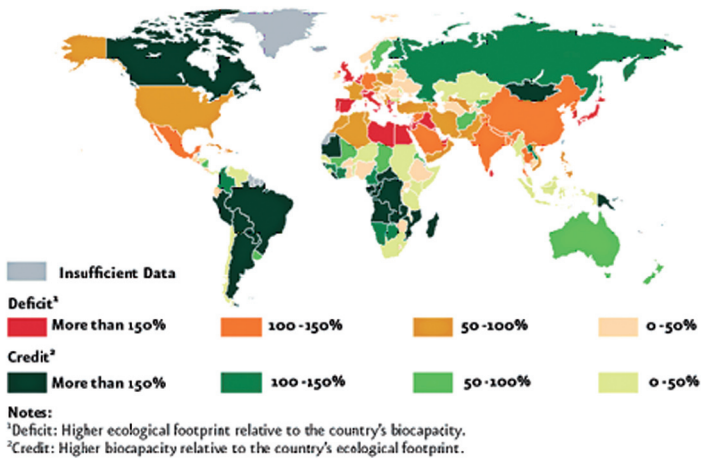 Insufficient Data
Deficit¹
More than 150%
100-150%
50-100%
0-50%
Credit²
More than 150%
100-150%
50-100%
0-50%
Notes:
¹Deficit: Higher ecological footprint relative to the country's biocapacity.
²Credit: Higher biocapacity relative to the country's ecological footprint.